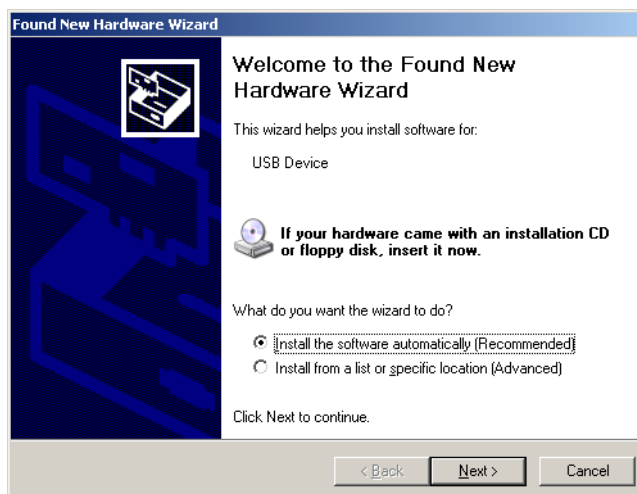 Found New Hardware Wizard
Welcome to the Found New
Hardware Wizard
This wizard helps you install software for:
USB Device
If your hardware came with an installation CD
or floppy disk, insert it now.
What do you want the wizard to do?
Install the software automatically (Recommended)
Install from a list or specific location (Advanced)
Click Next to continue.
< Back
Next >
Cancel